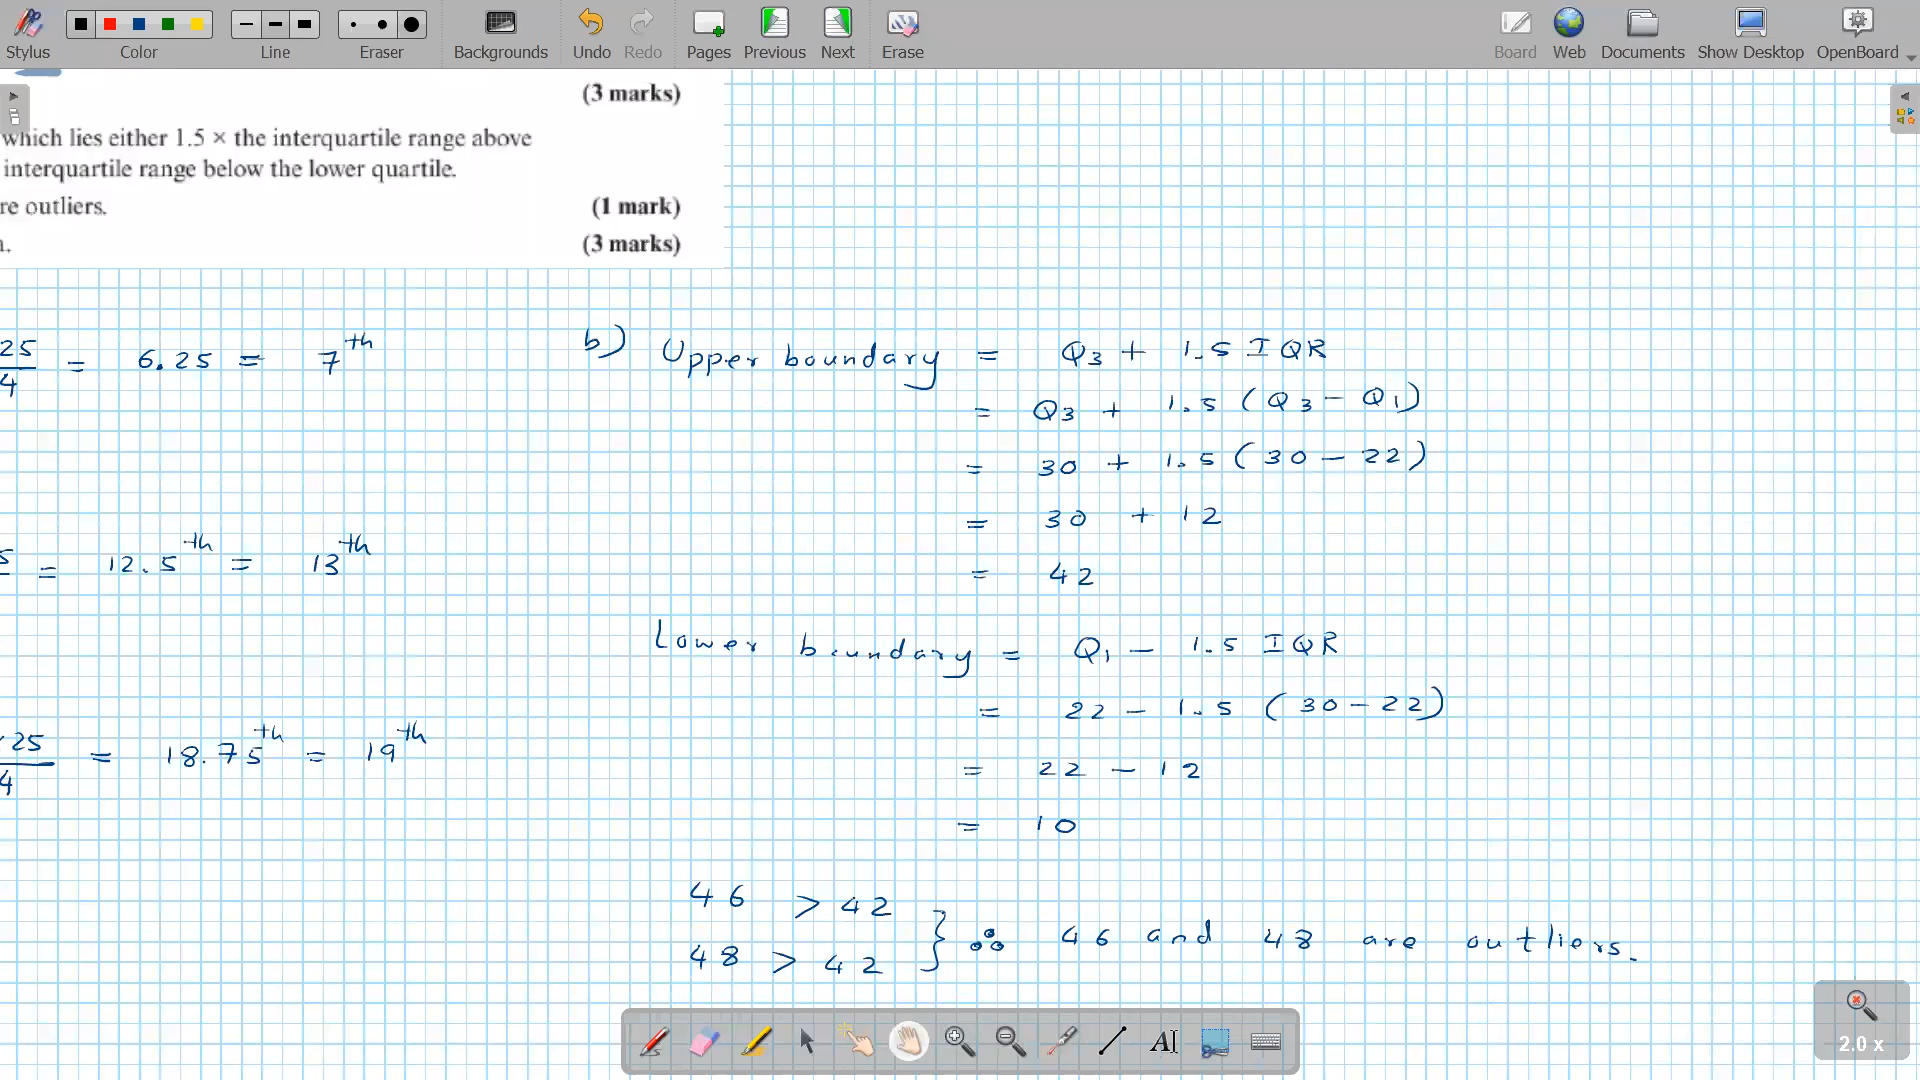 Stylus Color Line Eraser Backgrounds Undo Redo Pages Previous Next Erase Board Web Documents Show Desktop OpenBoard
(3 marks)
which lies either 1.5 × the interquartile range above
interquartile range below the lower quartile.
re outliers. (1 mark)
(3 marks)
25/4 = 6.25 = 7th
= 12.5th = 13th
25/4 = 18.75th = 19th
b) Upper boundary = Q3 + 1.5 IQR
= Q3 + 1.5 (Q3 - Q1)
= 30 + 1.5 (30 - 22)
= 30 + 12
= 42
Lower boundary = Q1 - 1.5 IQR
= 22 - 1.5 (30 - 22)
= 22 - 12
= 10
46 > 42
48 > 42 } ∴ 46 and 48 are outliers.
2.0 x